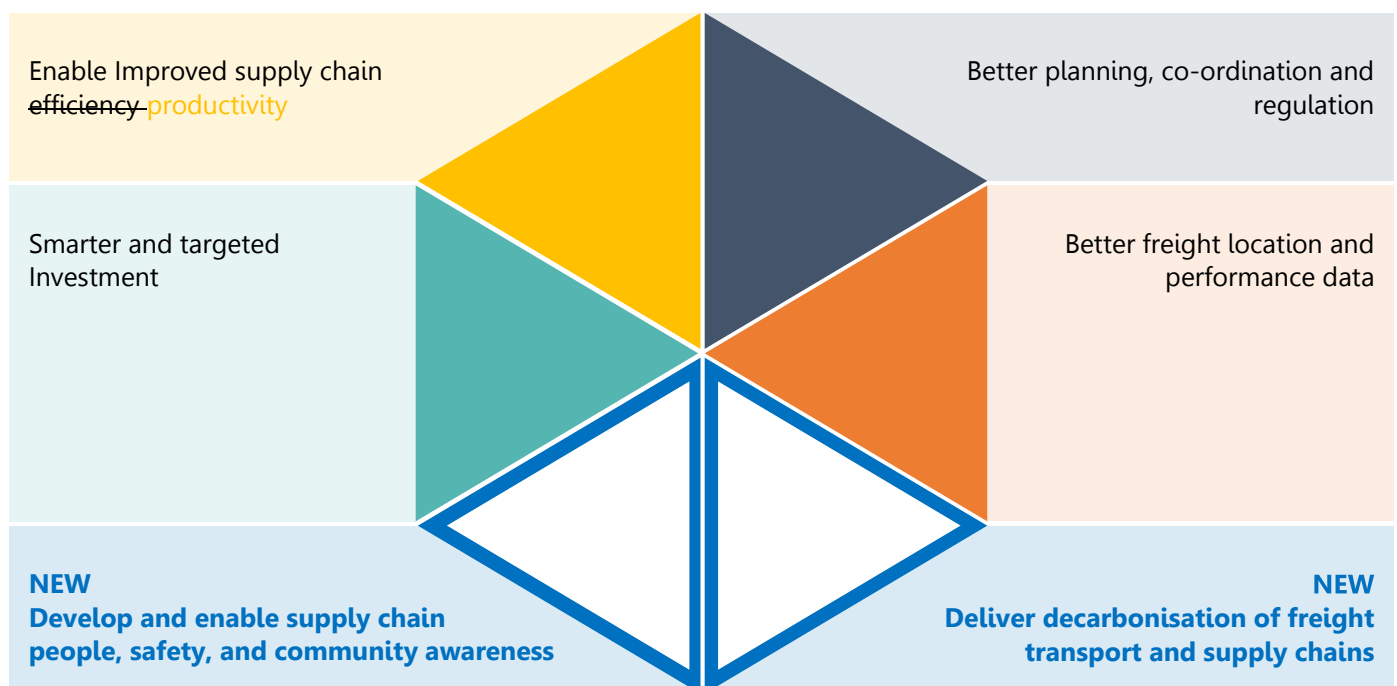 Enable Improved supply chain
efficiency productivity
Better planning, co-ordination and
regulation
Smarter and targeted
Investment
Better freight location and
performance data
NEW
Develop and enable supply chain
people, safety, and community awareness
NEW
Deliver decarbonisation of freight
transport and supply chains